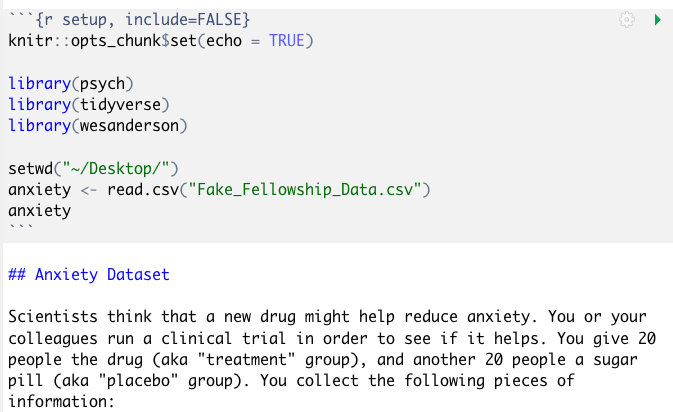 ```{r setup, include=FALSE}
knitr::opts_chunk$set(echo = TRUE)
library(psych)
library(tidyverse)
library(wesanderson)
setwd("~/Desktop/")
anxiety <- read.csv("Fake_Fellowship_Data.csv")
anxiety
```
## Anxiety Dataset
Scientists think that a new drug might help reduce anxiety. You or your
colleagues run a clinical trial in order to see if it helps. You give 20
people the drug (aka "treatment" group), and another 20 people a sugar
pill (aka "placebo" group). You collect the following pieces of
information: